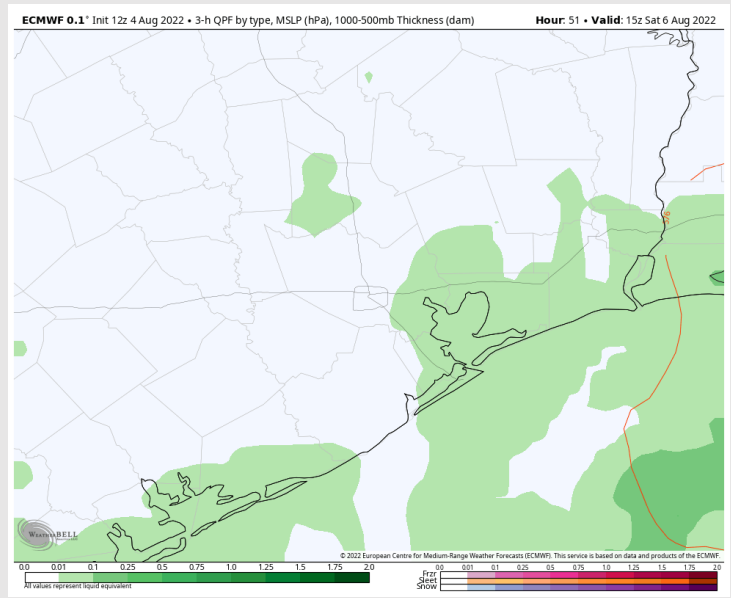 ECMWF 0.1° Init 12z 4 Aug 2022 • 3-h QPF by type, MSLP (hPa), 1000-500mb Thickness (dam) Hour: 51 • Valid: 15z Sat 6 Aug 2022
576
WEATHERBELL
© 2022 European Centre for Medium-Range Weather Forecasts (ECMWF). This service is based on data and products of the ECMWF.
0.0 0.01 0.1 0.25 0.5 0.75 1.0 1.25 1.5 1.75 2.0
All values represent liquid equivalent
0.0 0.01 0.1 0.25 0.5 0.75 1.0 1.25 1.5 1.75 2.0
Frzr
Sleet
Snow